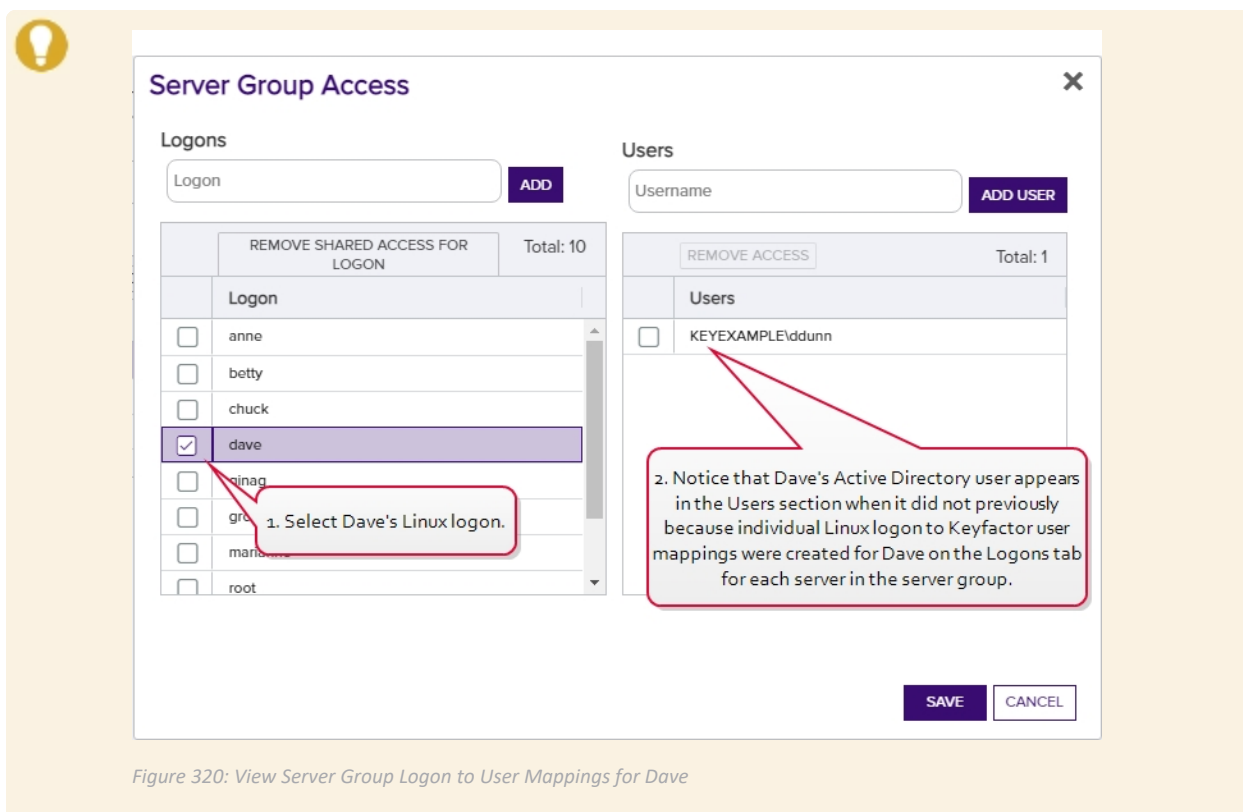 Server Group Access
Logons
Logon
ADD
REMOVE SHARED ACCESS FOR
LOGON
Total: 10
Logon
anne
betty
chuck
dave
ginag
root
1. Select Dave's Linux logon.
Users
Username
ADD USER
REMOVE ACCESS
Total: 1
Users
KEYEXAMPLE\ddunn
2. Notice that Dave's Active Directory user appears
in the Users section when it did not previously
because individual Linux logon to Keyfactor user
mappings were created for Dave on the Logons tab
for each server in the server group.
SAVE
CANCEL
Figure 320: View Server Group Logon to User Mappings for Dave